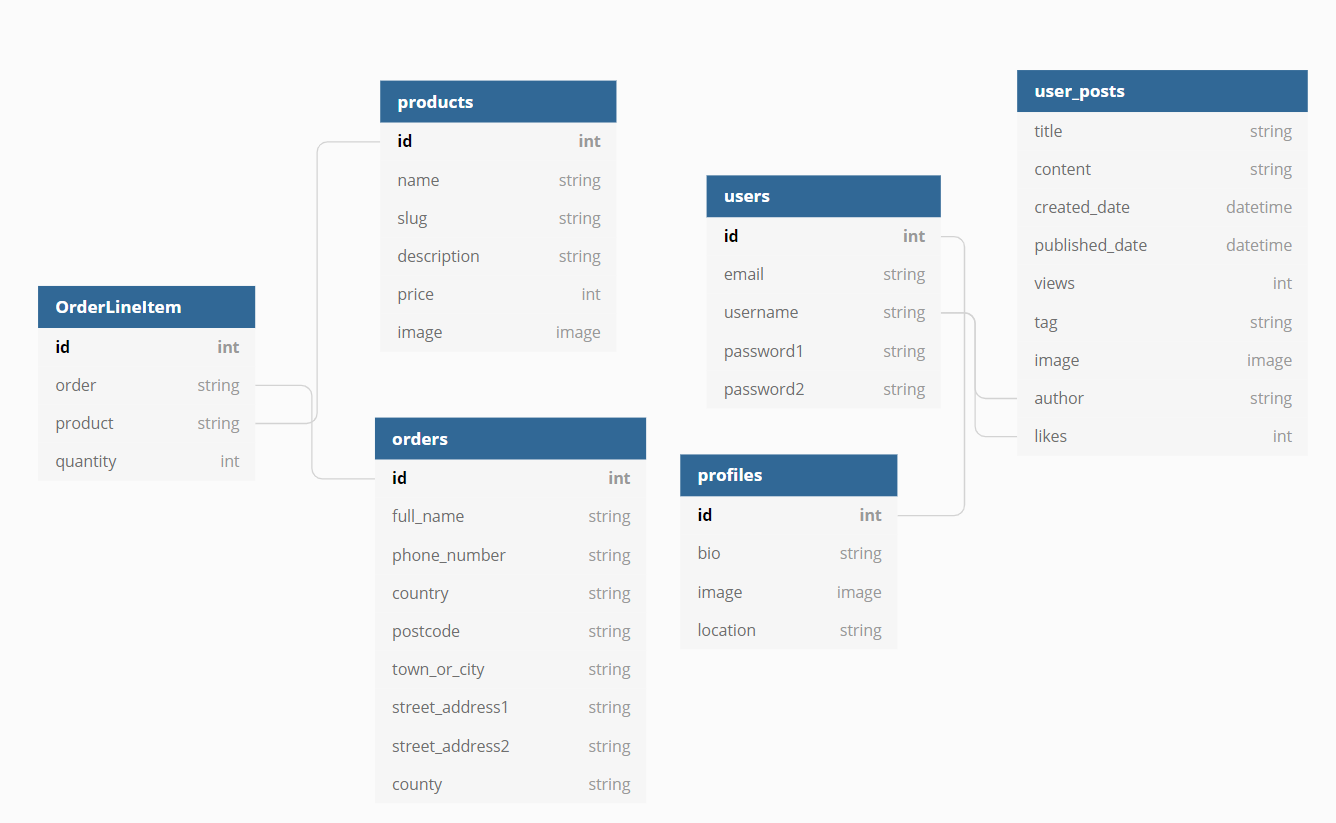 products
id int
name string
slug string
description string
price int
image image
OrderLineItem
id int
order string
product string
quantity int
orders
id int
full_name string
phone_number string
country string
postcode string
town_or_city string
street_address1 string
street_address2 string
county string
users
id int
email string
username string
password1 string
password2 string
profiles
id int
bio string
image image
location string
user_posts
title string
content string
created_date datetime
published_date datetime
views int
tag string
image image
author string
likes int